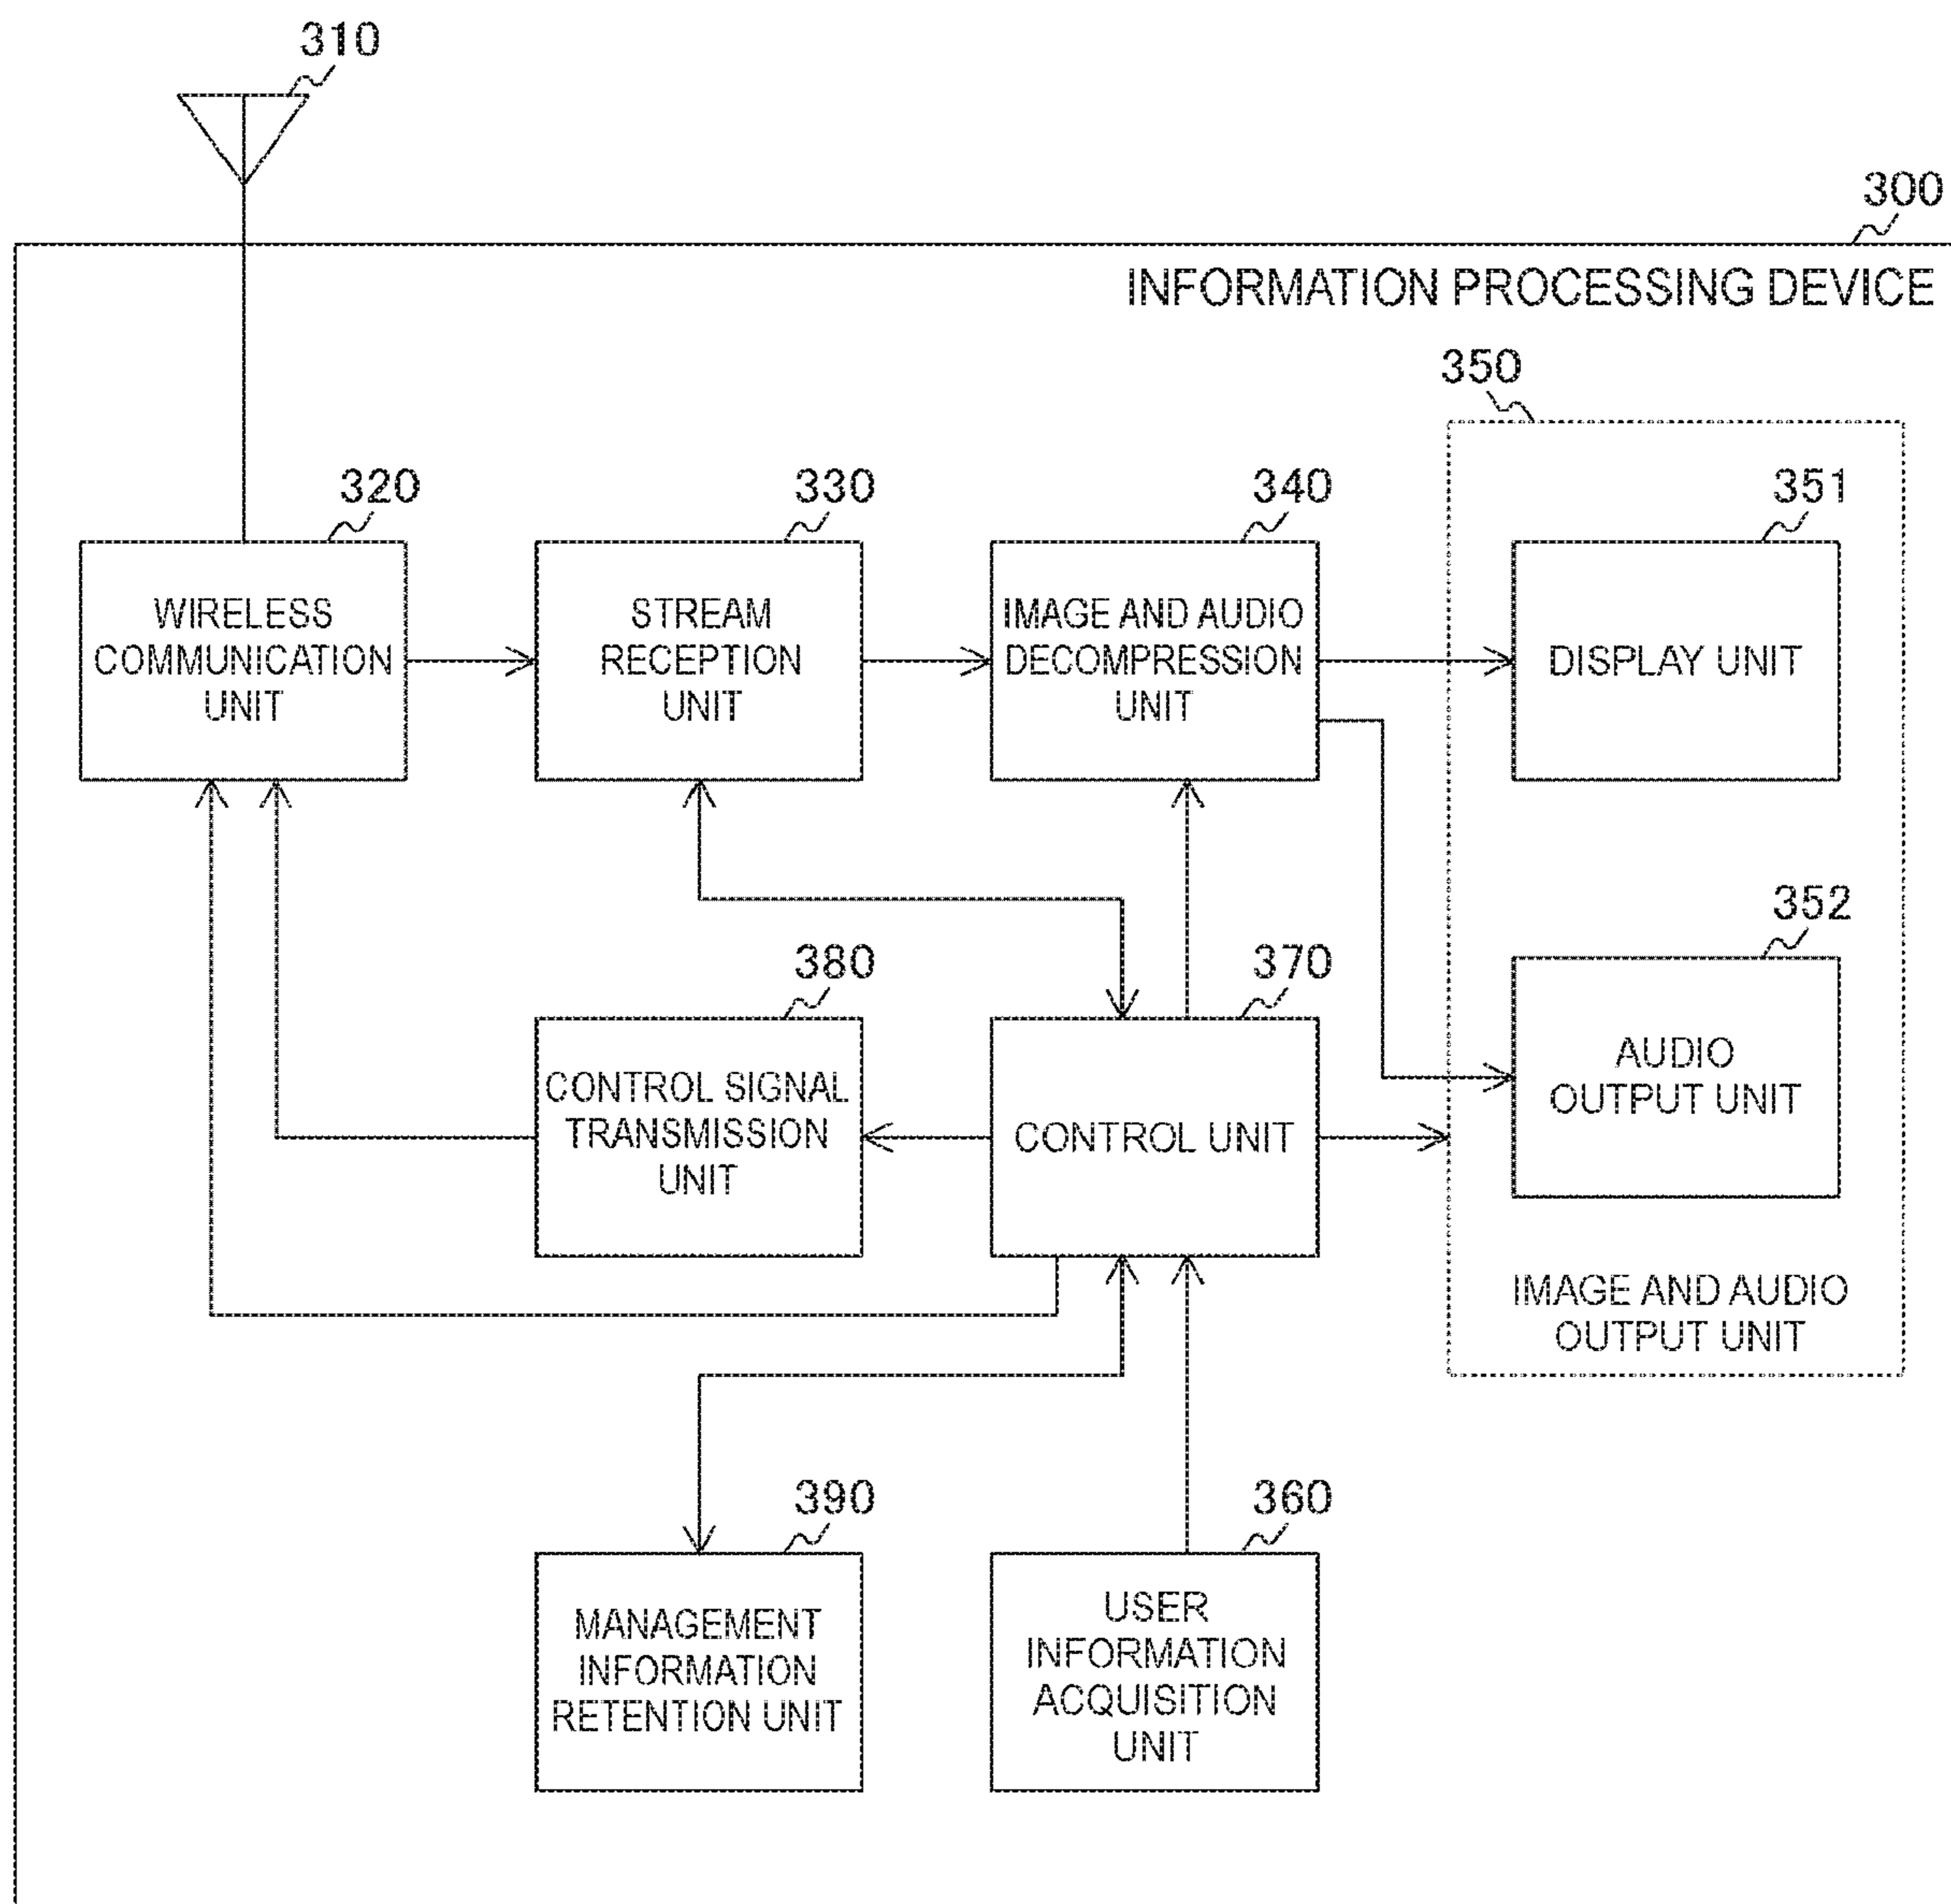 310
300
INFORMATION PROCESSING DEVICE
350
320
330
340
351
WIRELESS
COMMUNICATION
UNIT
STREAM
RECEPTION
UNIT
IMAGE AND AUDIO
DECOMPRESSION
UNIT
DISPLAY UNIT
352
380
370
AUDIO
OUTPUT UNIT
CONTROL SIGNAL
TRANSMISSION
UNIT
CONTROL UNIT
IMAGE AND AUDIO
OUTPUT UNIT
390
360
MANAGEMENT
INFORMATION
RETENTION UNIT
USER
INFORMATION
ACQUISITION
UNIT